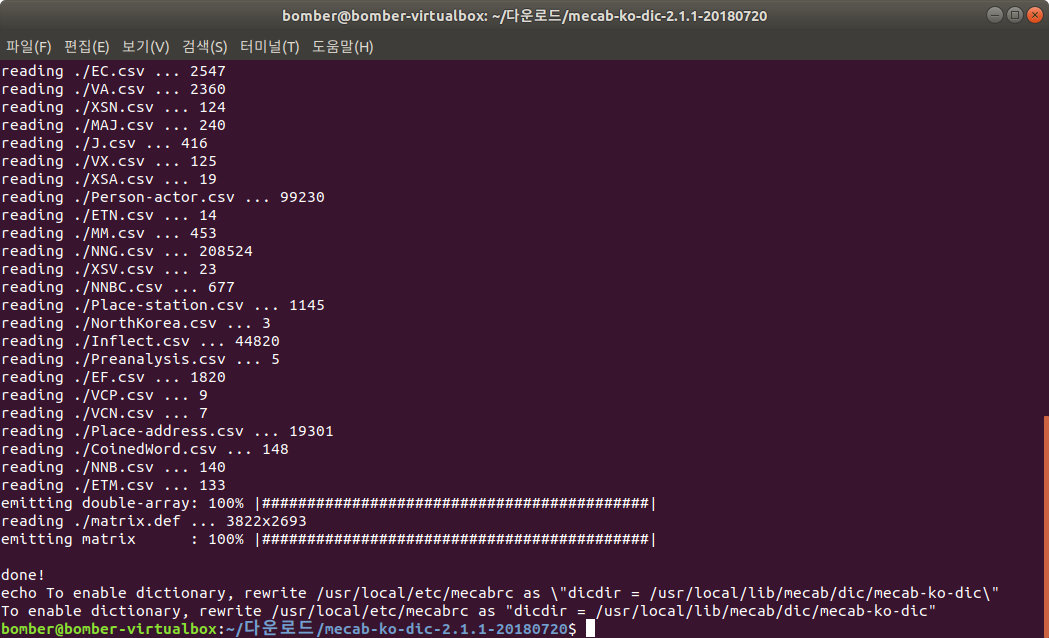 bomber@bomber-virtualbox: ~/다운로드/mecab-ko-dic-2.1.1-20180720
파일(F) 편집(E) 보기(V) 검색(S) 터미널(T) 도움말(H)
reading ./EC.csv ... 2547
reading ./VA.csv ... 2360
reading ./XSN.csv ... 124
reading ./MAJ.csv ... 240
reading ./J.csv ... 416
reading ./VX.csv ... 125
reading ./XSA.csv ... 19
reading ./Person-actor.csv ... 99230
reading ./ETN.csv ... 14
reading ./MM.csv ... 453
reading ./NNG.csv ... 208524
reading ./XSV.csv ... 23
reading ./NNBC.csv ... 677
reading ./Place-station.csv ... 1145
reading ./NorthKorea.csv ... 3
reading ./Inflect.csv ... 44820
reading ./Preanalysis.csv ... 5
reading ./EF.csv ... 1820
reading ./VCP.csv ... 9
reading ./VCN.csv ... 7
reading ./Place-address.csv ... 19301
reading ./CoinedWord.csv ... 148
reading ./NNB.csv ... 140
reading ./ETM.csv ... 133
emitting double-array: 100% |###########################################|
reading ./matrix.def ... 3822x2693
emitting matrix      : 100% |###########################################|
done!
echo To enable dictionary, rewrite /usr/local/etc/mecabrc as \"dicdir = /usr/local/lib/mecab/dic/mecab-ko-dic\"
To enable dictionary, rewrite /usr/local/etc/mecabrc as "dicdir = /usr/local/lib/mecab/dic/mecab-ko-dic"
bomber@bomber-virtualbox:~/다운로드/mecab-ko-dic-2.1.1-20180720$